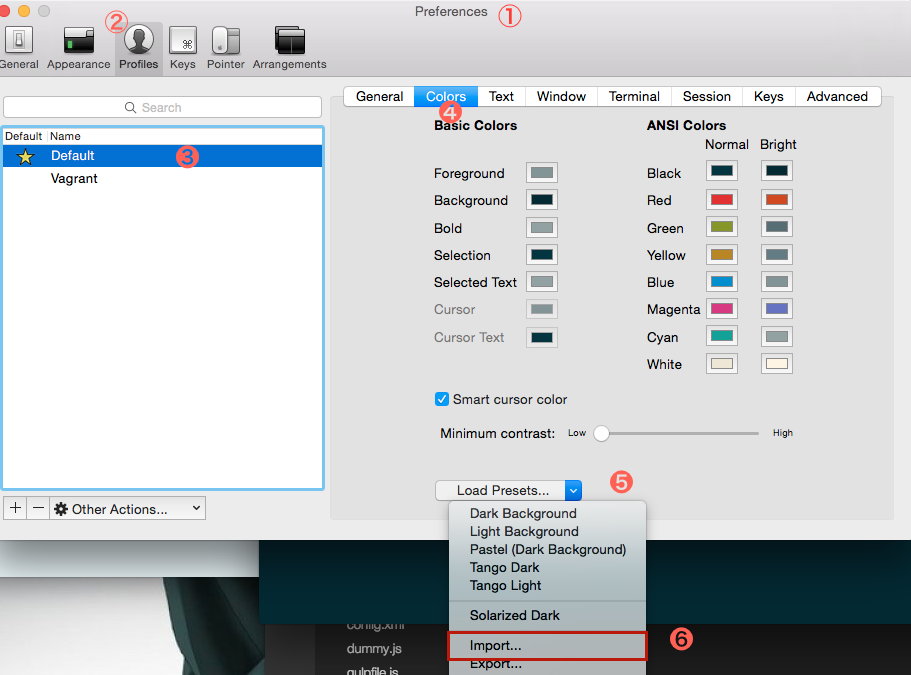 Preferences ①
②
General Appearance Profiles Keys Pointer Arrangements
Search
Default Name
Default ③
Vagrant
General Colors Text Window Terminal Session Keys Advanced
④
Basic Colors
Foreground
Background
Bold
Selection
Selected Text
Cursor
Cursor Text
ANSI Colors
Normal Bright
Black
Red
Green
Yellow
Blue
Magenta
Cyan
White
Smart cursor color
Minimum contrast: Low High
Load Presets... ⑤
Dark Background
Light Background
Pastel (Dark Background)
Tango Dark
Tango Light
Solarized Dark
Import... ⑥
Export...
+ − Other Actions...
config.xml
dummy.js
gulpfile.js